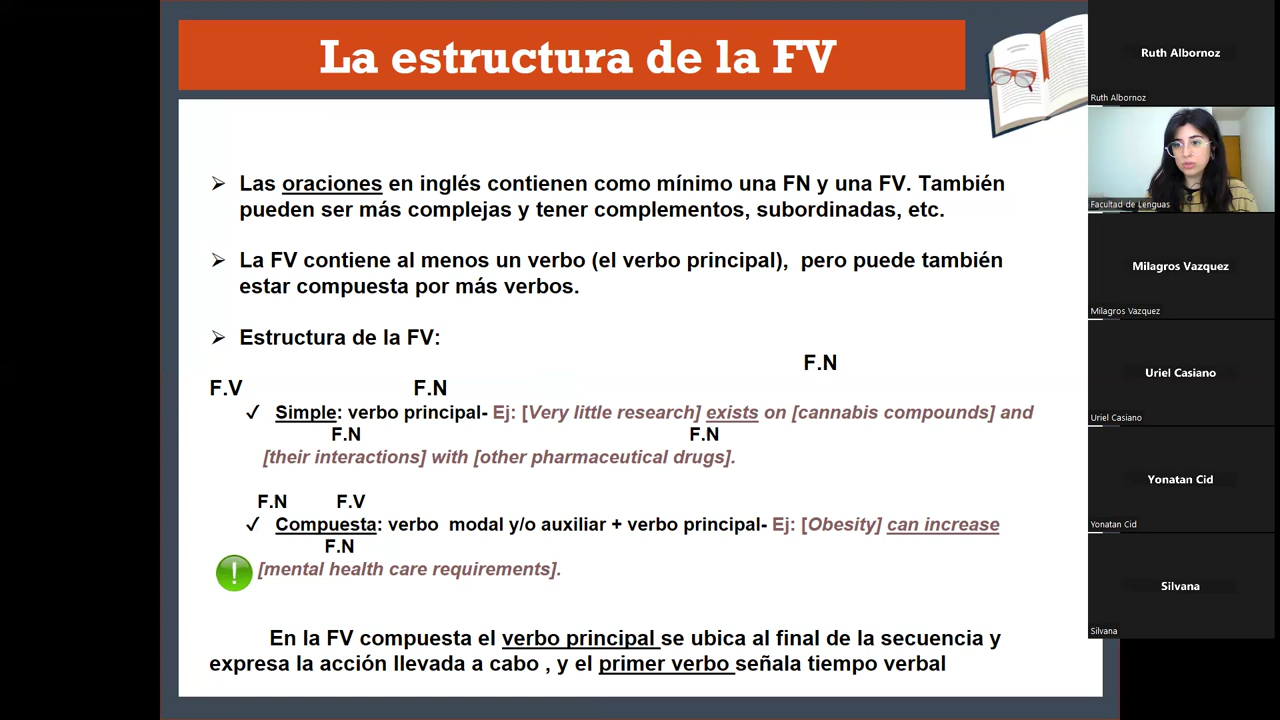 La estructura de la FV
➢ Las oraciones en inglés contienen como mínimo una FN y una FV. También
pueden ser más complejas y tener complementos, subordinadas, etc.
➢ La FV contiene al menos un verbo (el verbo principal), pero puede también
estar compuesta por más verbos.
➢ Estructura de la FV:
F.N
F.V F.N
✓ Simple: verbo principal- Ej: [Very little research] exists on [cannabis compounds] and
F.N F.N
[their interactions] with [other pharmaceutical drugs].
F.N F.V
✓ Compuesta: verbo modal y/o auxiliar + verbo principal- Ej: [Obesity] can increase
F.N
[mental health care requirements].
En la FV compuesta el verbo principal se ubica al final de la secuencia y
expresa la acción llevada a cabo , y el primer verbo señala tiempo verbal
Ruth Albornoz
Ruth Albornoz
Facultad de Lenguas
Milagros Vazquez
Milagros Vazquez
Uriel Casiano
Uriel Casiano
Yonatan Cid
Yonatan Cid
Silvana
Silvana